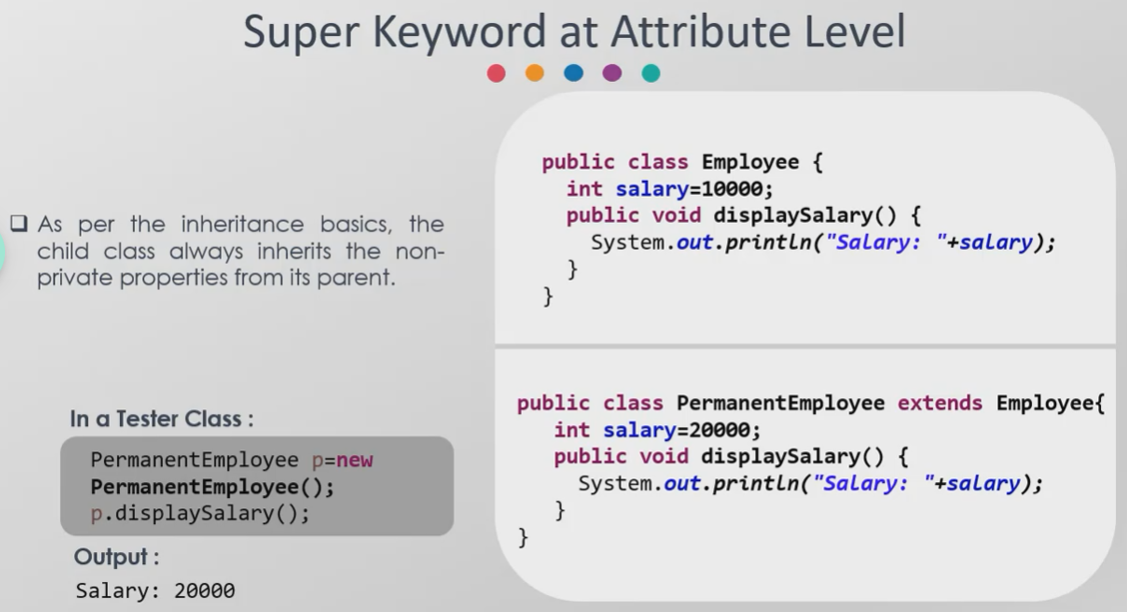 Super Keyword at Attribute Level
❑ As per the inheritance basics, the
child class always inherits the non-
private properties from its parent.
In a Tester Class :
PermanentEmployee p=new
PermanentEmployee();
p.displaySalary();
Output :
Salary: 20000
public class Employee {
int salary=10000;
public void displaySalary() {
System.out.println("Salary: "+salary);
}
}
public class PermanentEmployee extends Employee{
int salary=20000;
public void displaySalary() {
System.out.println("Salary: "+salary);
}
}